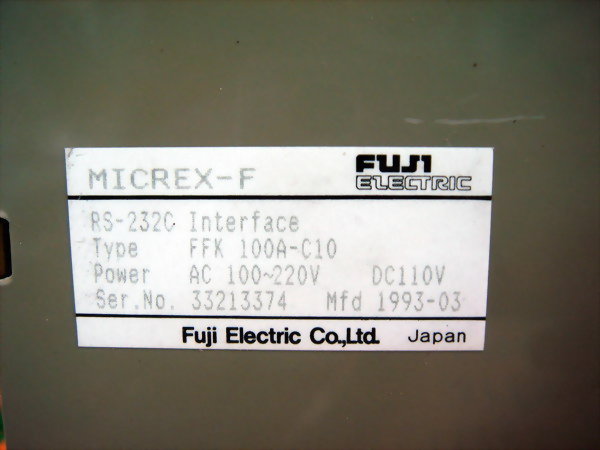 MICREX-F
FUJI
ELECTRIC
RS-232C Interface
Type FFK 100A-C10
Power AC 100~220V DC110V
Ser.No. 33213374 Mfd 1993-03
Fuji Electric Co.,Ltd. Japan